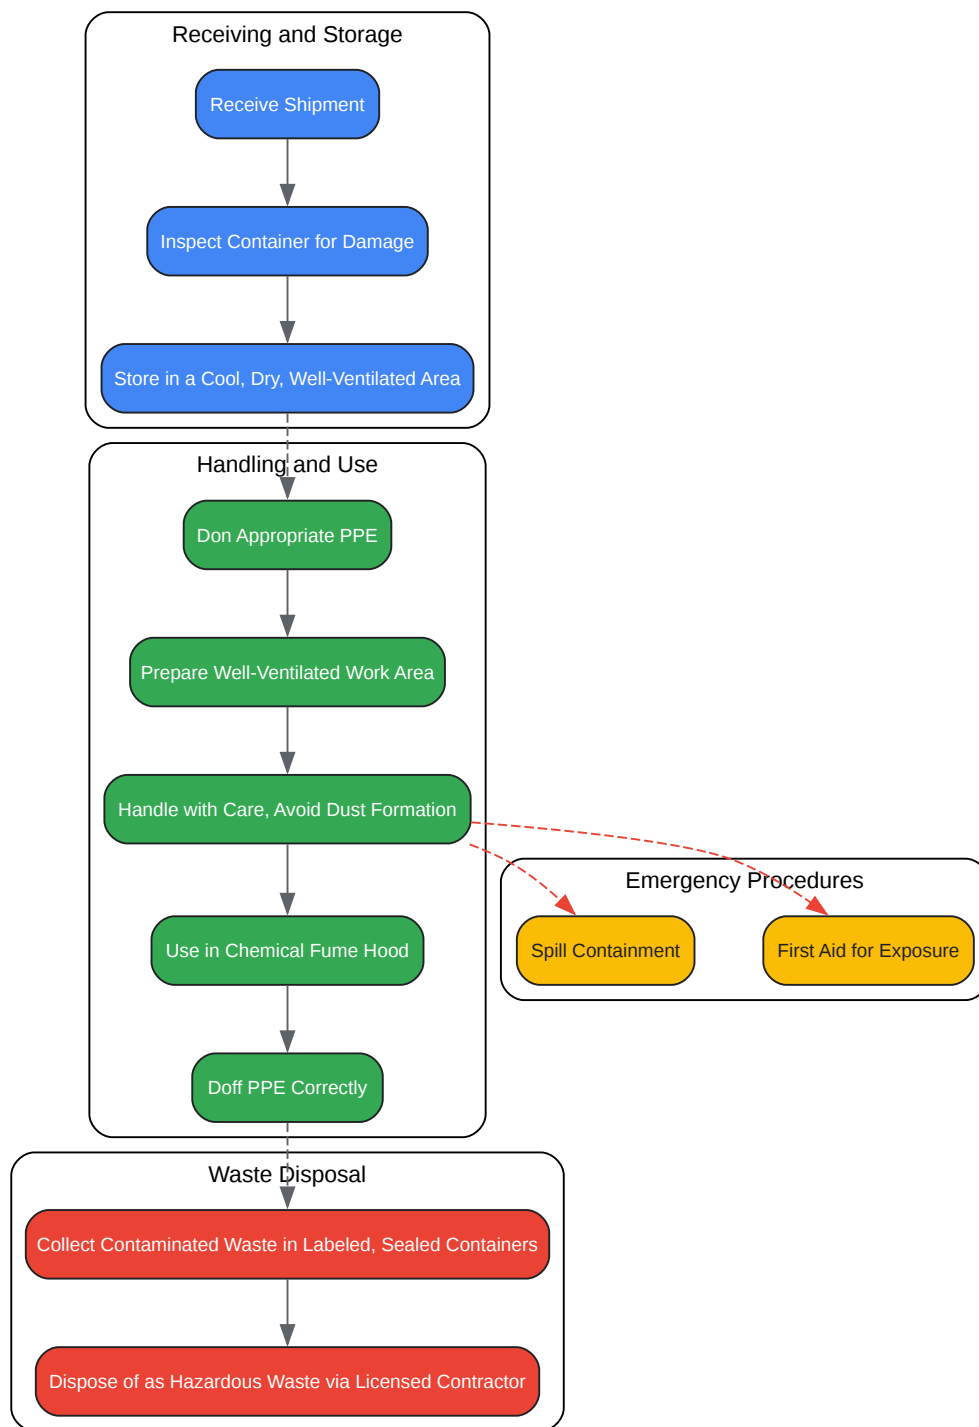 Receiving and Storage
Receive Shipment
Inspect Container for Damage
Store in a Cool, Dry, Well-Ventilated Area
Handling and Use
Don Appropriate PPE
Prepare Well-Ventilated Work Area
Handle with Care, Avoid Dust Formation
Use in Chemical Fume Hood
Doff PPE Correctly
Emergency Procedures
Spill Containment
First Aid for Exposure
Waste Disposal
Collect Contaminated Waste in Labeled, Sealed Containers
Dispose of as Hazardous Waste via Licensed Contractor